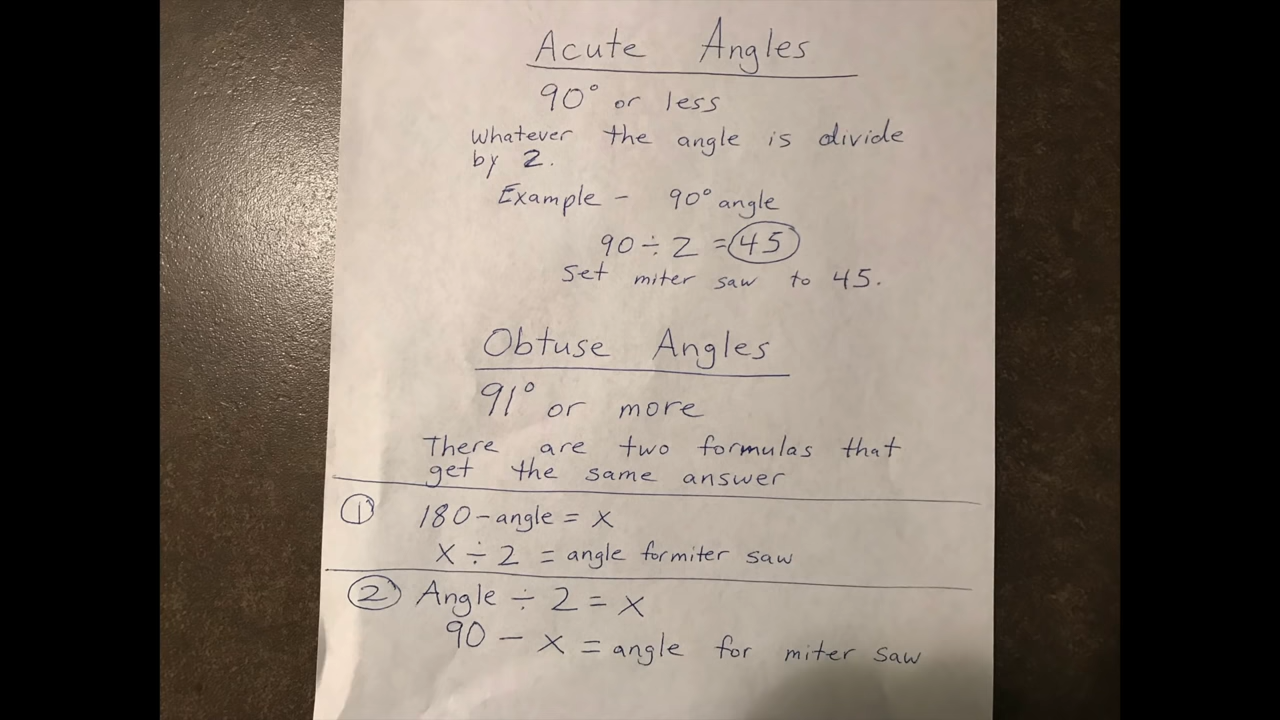 Acute Angles
90° or less
Whatever the angle is divide
by 2.
Example - 90° angle
90 ÷ 2 = 45
Set miter saw to 45.
Obtuse Angles
91° or more
There are two formulas that
get the same answer
1 180 - angle = x
x ÷ 2 = angle for miter saw
2 Angle ÷ 2 = x
90 - x = angle for miter saw